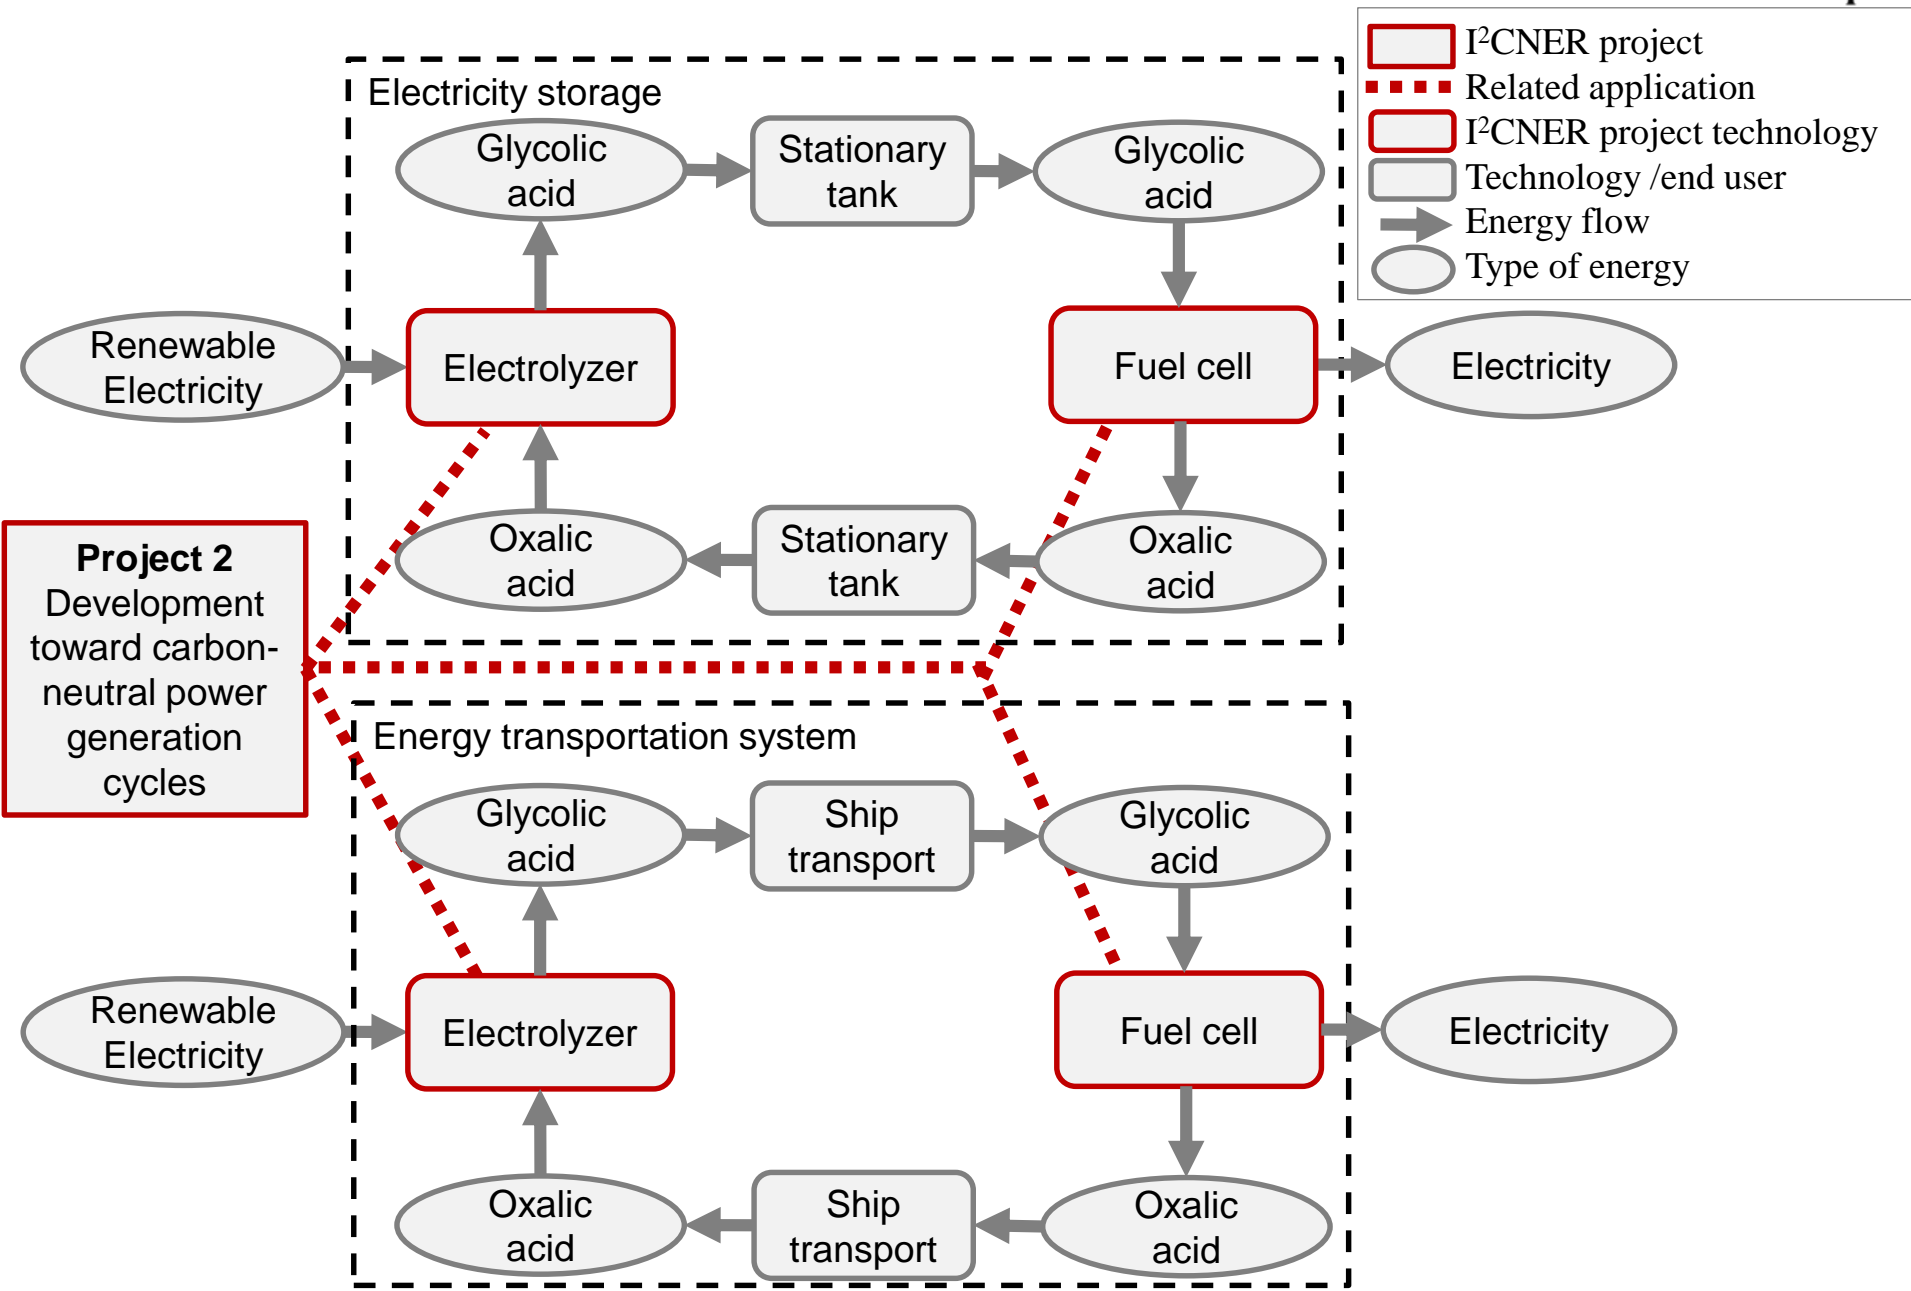 I²CNER project
Related application
I²CNER project technology
Technology /end user
Energy flow
Type of energy
Electricity storage
Glycolic
acid
Stationary
tank
Glycolic
acid
Renewable
Electricity
Electrolyzer
Fuel cell
Electricity
Oxalic
acid
Stationary
tank
Oxalic
acid
Project 2
Development
toward carbon-
neutral power
generation
cycles
Energy transportation system
Glycolic
acid
Ship
transport
Glycolic
acid
Renewable
Electricity
Electrolyzer
Fuel cell
Electricity
Oxalic
acid
Ship
transport
Oxalic
acid